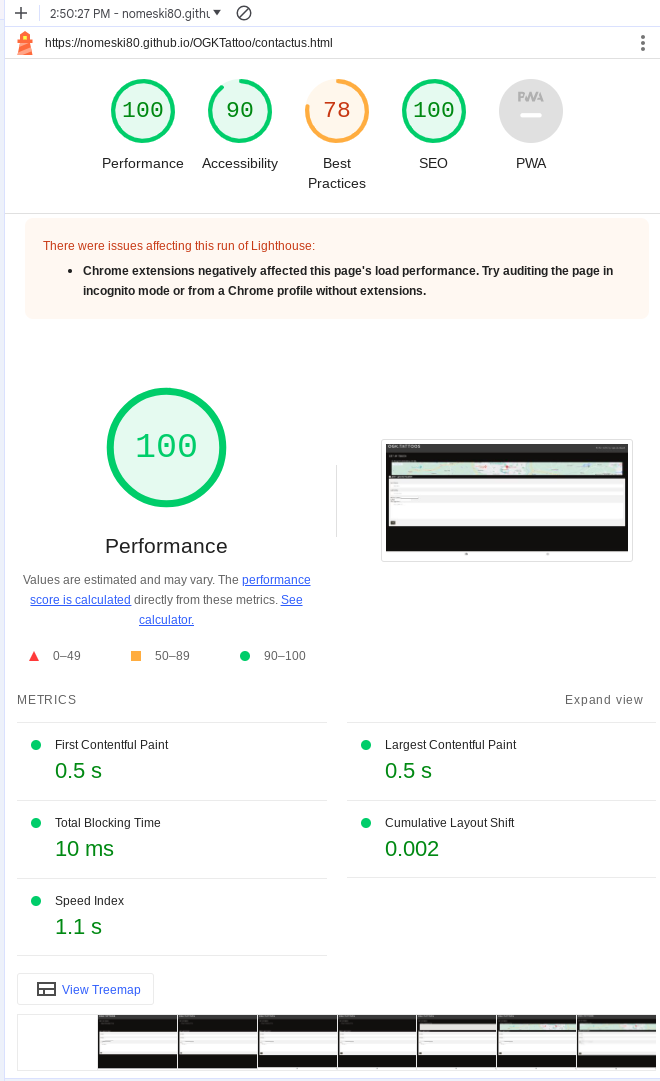 2:50:27 PM - nomeski80.githu
https://nomeski80.github.io/OGKTattoo/contactus.html
100
90
78
100
PWA
Performance
Accessibility
Best
Practices
SEO
PWA
There were issues affecting this run of Lighthouse:
Chrome extensions negatively affected this page's load performance. Try auditing the page in
incognito mode or from a Chrome profile without extensions.
100
Performance
Values are estimated and may vary. The performance
score is calculated directly from these metrics. See
calculator.
0–49
50–89
90–100
METRICS
Expand view
First Contentful Paint
0.5 s
Largest Contentful Paint
0.5 s
Total Blocking Time
10 ms
Cumulative Layout Shift
0.002
Speed Index
1.1 s
View Treemap